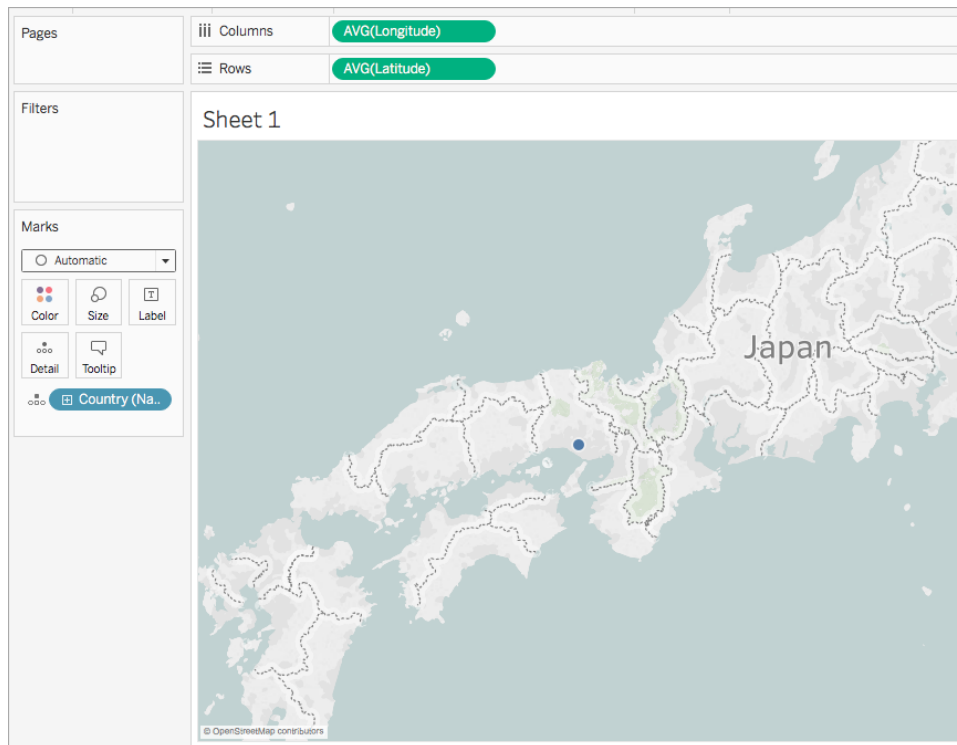 Pages
Columns
AVG(Longitude)
Rows
AVG(Latitude)
Filters
Sheet 1
Marks
Automatic
Color
Size
T
Label
Detail
Tooltip
Country (Na..
Japan
© OpenStreetMap contributors